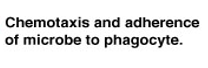 Chemotaxis and adherence
of microbe to phagocyte.